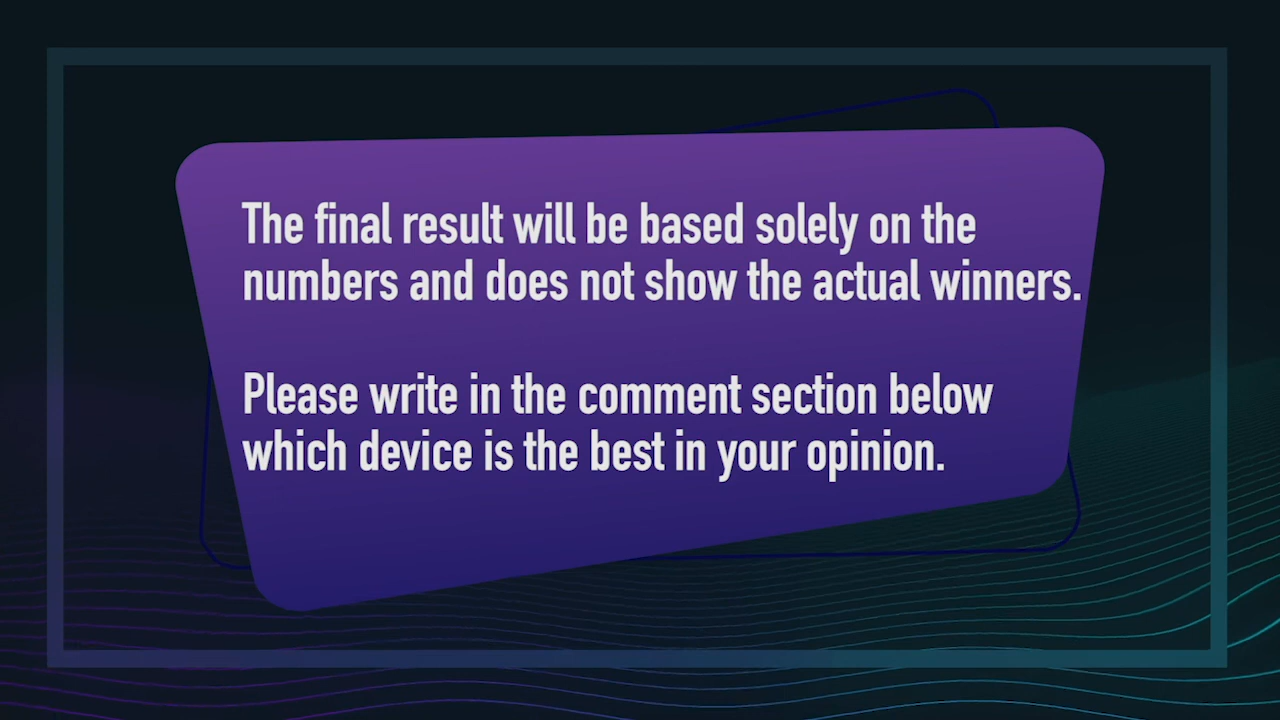 The final result will be based solely on the
numbers and does not show the actual winners.
Please write in the comment section below
which device is the best in your opinion.